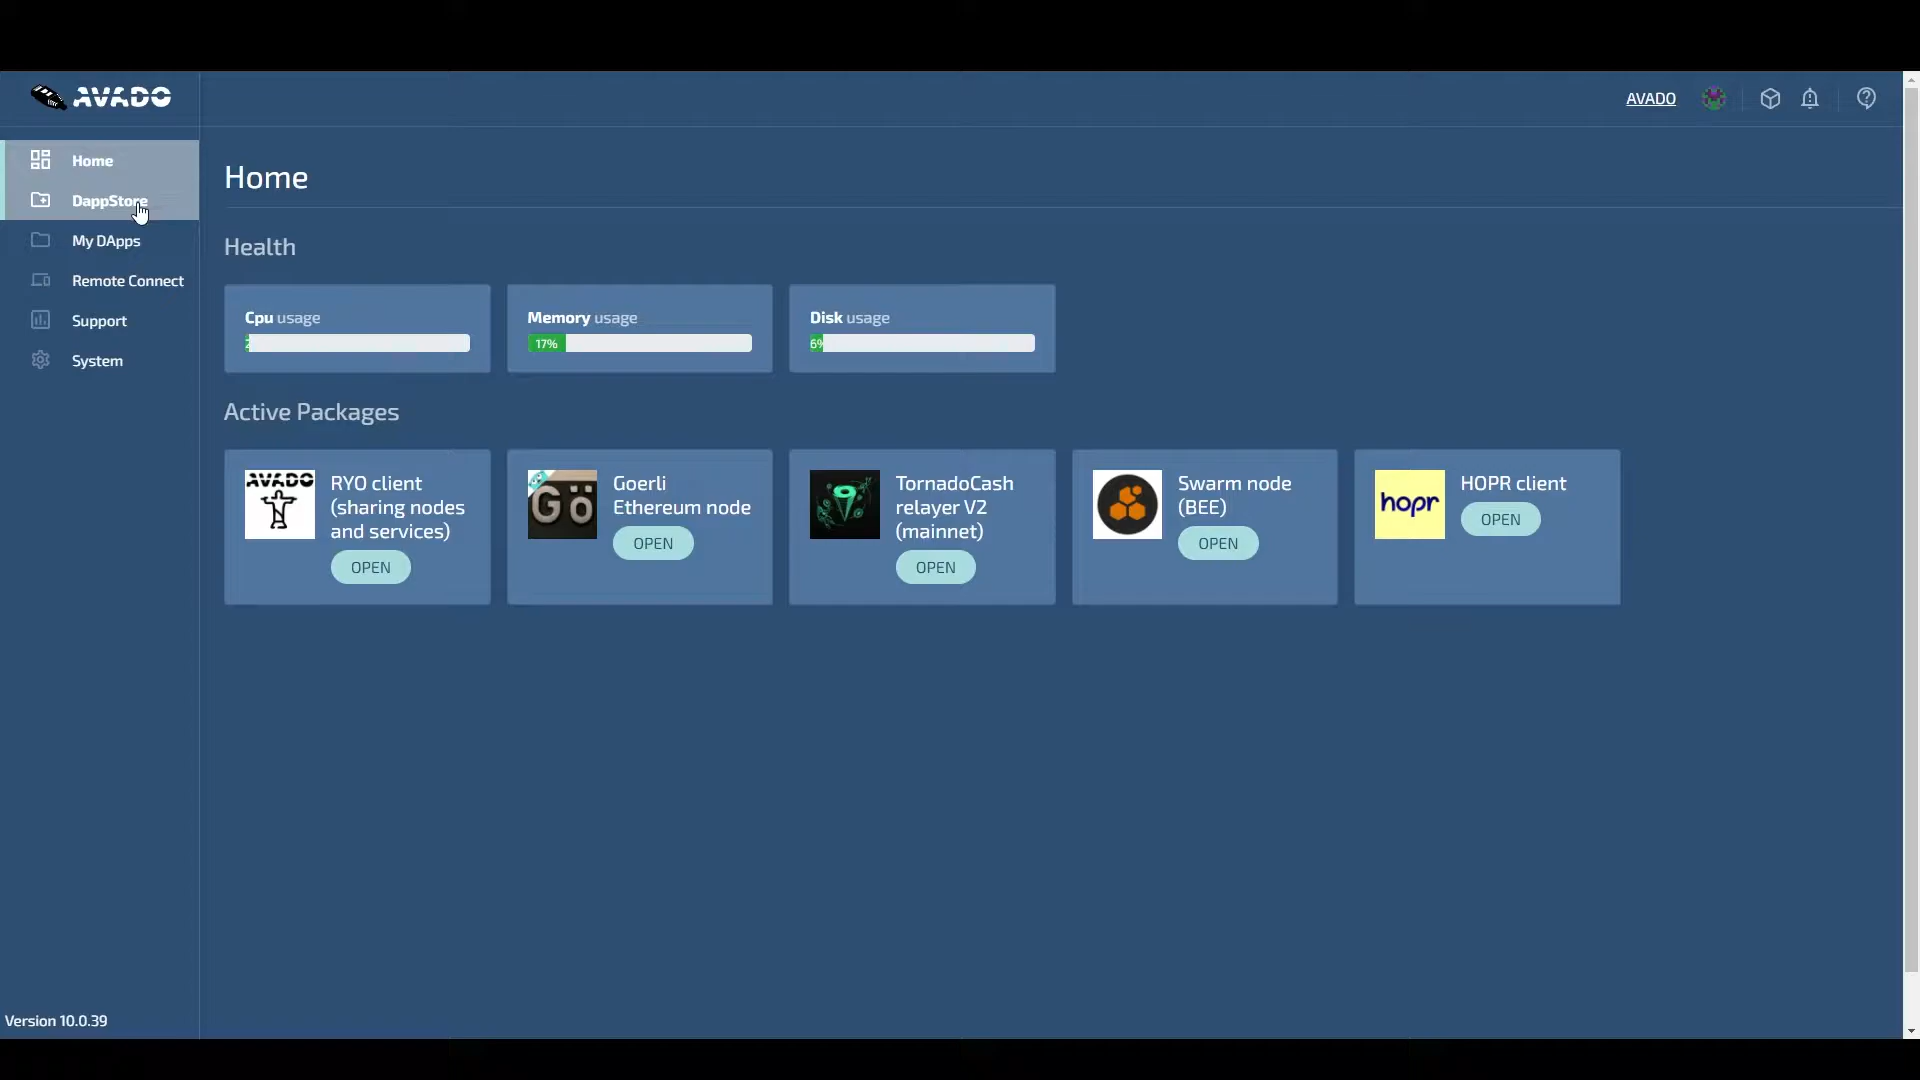 AVADO
AVADO
Home
DappStore
My DApps
Remote Connect
Support
System
Version 10.0.39
Home
Health
Cpu usage
2
Memory usage
17%
Disk usage
6%
Active Packages
AVADO
RYO client
(sharing nodes
and services)
OPEN
Gö
Goerli
Ethereum node
OPEN
TornadoCash
relayer V2
(mainnet)
OPEN
Swarm node
(BEE)
OPEN
hopr
HOPR client
OPEN